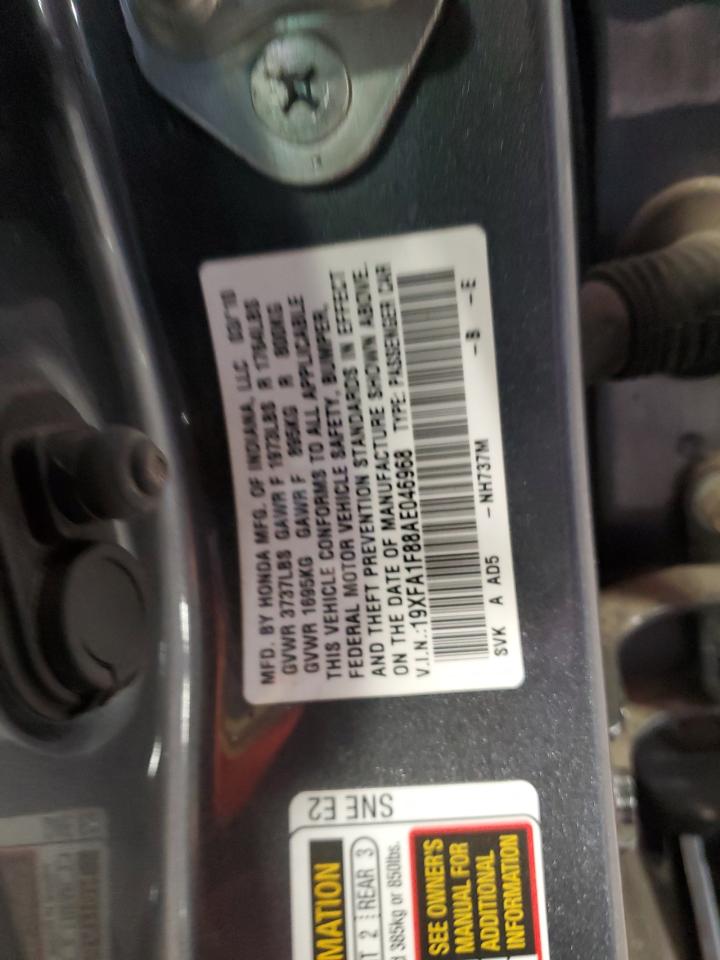 MFD. BY HONDA MFG. OF INDIANA, LLC 03/'10
GVWR 3737LBS GAWR F 1973LBS R 1764LBS
GVWR 1695KG GAWR F 895KG R 800KG
THIS VEHICLE CONFORMS TO ALL APPLICABLE
FEDERAL MOTOR VEHICLE SAFETY, BUMPER,
AND THEFT PREVENTION STANDARDS IN EFFECT
ON THE DATE OF MANUFACTURE SHOWN ABOVE.
V.I.N.:19XFA1F88AE046968 TYPE: PASSENGER CAR
SVK A AD5 -NH737M -B -E
SNE E2
MATION
T 2 REAR 3
385kg or 850lbs.
SEE OWNER'S
MANUAL FOR
ADDITIONAL
INFORMATION